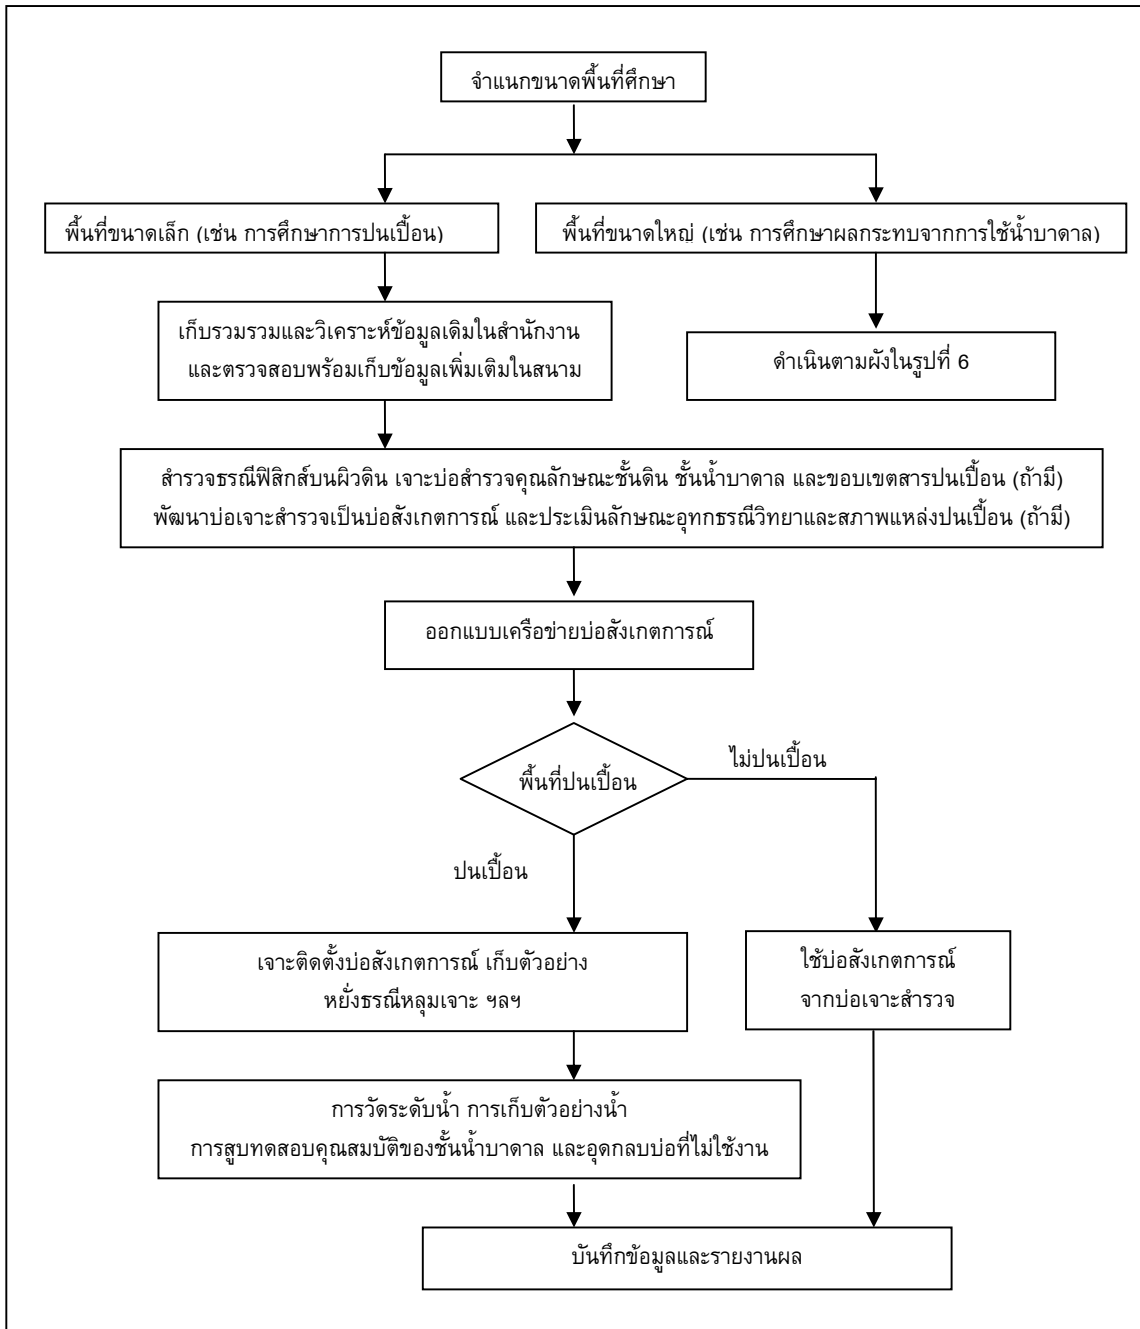 จำแนกขนาดพื้นที่ศึกษา
พื้นที่ขนาดเล็ก (เช่น การศึกษาการปนเปื้อน)
พื้นที่ขนาดใหญ่ (เช่น การศึกษาผลกระทบจากการใช้น้ำบาดาล)
เก็บรวมรวมและวิเคราะห์ข้อมูลเดิมในสำนักงาน
และตรวจสอบพร้อมเก็บข้อมูลเพิ่มเติมในสนาม
ดำเนินตามผังในรูปที่ 6
สำรวจธรณีฟิสิกส์บนผิวดิน เจาะบ่อสำรวจคุณลักษณะชั้นดิน ชั้นน้ำบาดาล และขอบเขตสารปนเปื้อน (ถ้ามี)
พัฒนาบ่อเจาะสำรวจเป็นบ่อสังเกตการณ์ และประเมินลักษณะอุทกธรณีวิทยาและสภาพแหล่งปนเปื้อน (ถ้ามี)
ออกแบบเครือข่ายบ่อสังเกตการณ์
พื้นที่ปนเปื้อน
ไม่ปนเปื้อน
ปนเปื้อน
เจาะติดตั้งบ่อสังเกตการณ์ เก็บตัวอย่าง
หยั่งธรณีหลุมเจาะ ฯลฯ
ใช้บ่อสังเกตการณ์
จากบ่อเจาะสำรวจ
การวัดระดับน้ำ การเก็บตัวอย่างน้ำ
การสูบทดสอบคุณสมบัติของชั้นน้ำบาดาล และอุดกลบบ่อที่ไม่ใช้งาน
บันทึกข้อมูลและรายงานผล